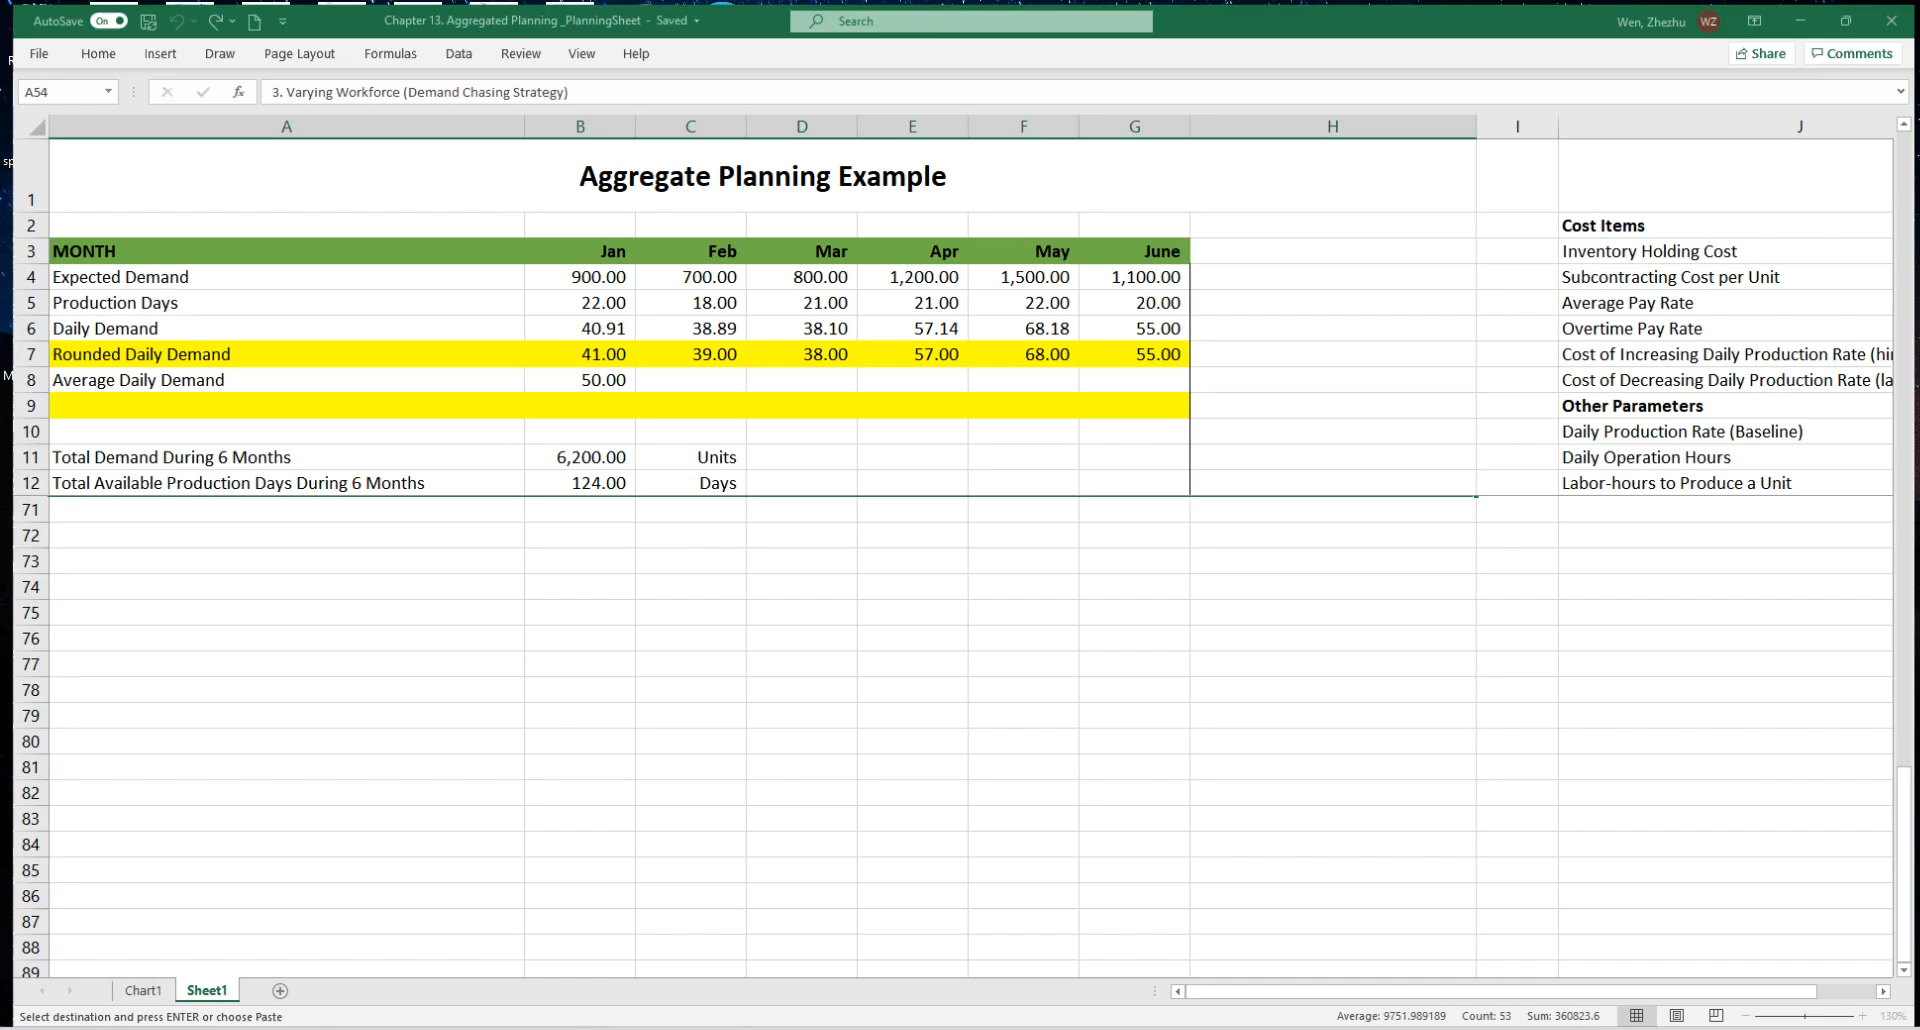 AutoSave On Chapter 13. Aggregated Planning _PlanningSheet - Saved Search Wen, Zhezhu WZ
File Home Insert Draw Page Layout Formulas Data Review View Help Share Comments
A54 fx 3. Varying Workforce (Demand Chasing Strategy)
A B C D E F G H I J
1 Aggregate Planning Example
2 Cost Items
3 MONTH Jan Feb Mar Apr May June Inventory Holding Cost
4 Expected Demand 900.00 700.00 800.00 1,200.00 1,500.00 1,100.00 Subcontracting Cost per Unit
5 Production Days 22.00 18.00 21.00 21.00 22.00 20.00 Average Pay Rate
6 Daily Demand 40.91 38.89 38.10 57.14 68.18 55.00 Overtime Pay Rate
7 Rounded Daily Demand 41.00 39.00 38.00 57.00 68.00 55.00 Cost of Increasing Daily Production Rate (hi
8 Average Daily Demand 50.00 Cost of Decreasing Daily Production Rate (la
9 Other Parameters
10 Daily Production Rate (Baseline)
11 Total Demand During 6 Months 6,200.00 Units Daily Operation Hours
12 Total Available Production Days During 6 Months 124.00 Days Labor-hours to Produce a Unit
71
72
73
74
75
76
77
78
79
80
81
82
83
84
85
86
87
88
89
Chart1 Sheet1
Select destination and press ENTER or choose Paste Average: 9751.989189 Count: 53 Sum: 360823.6 130%